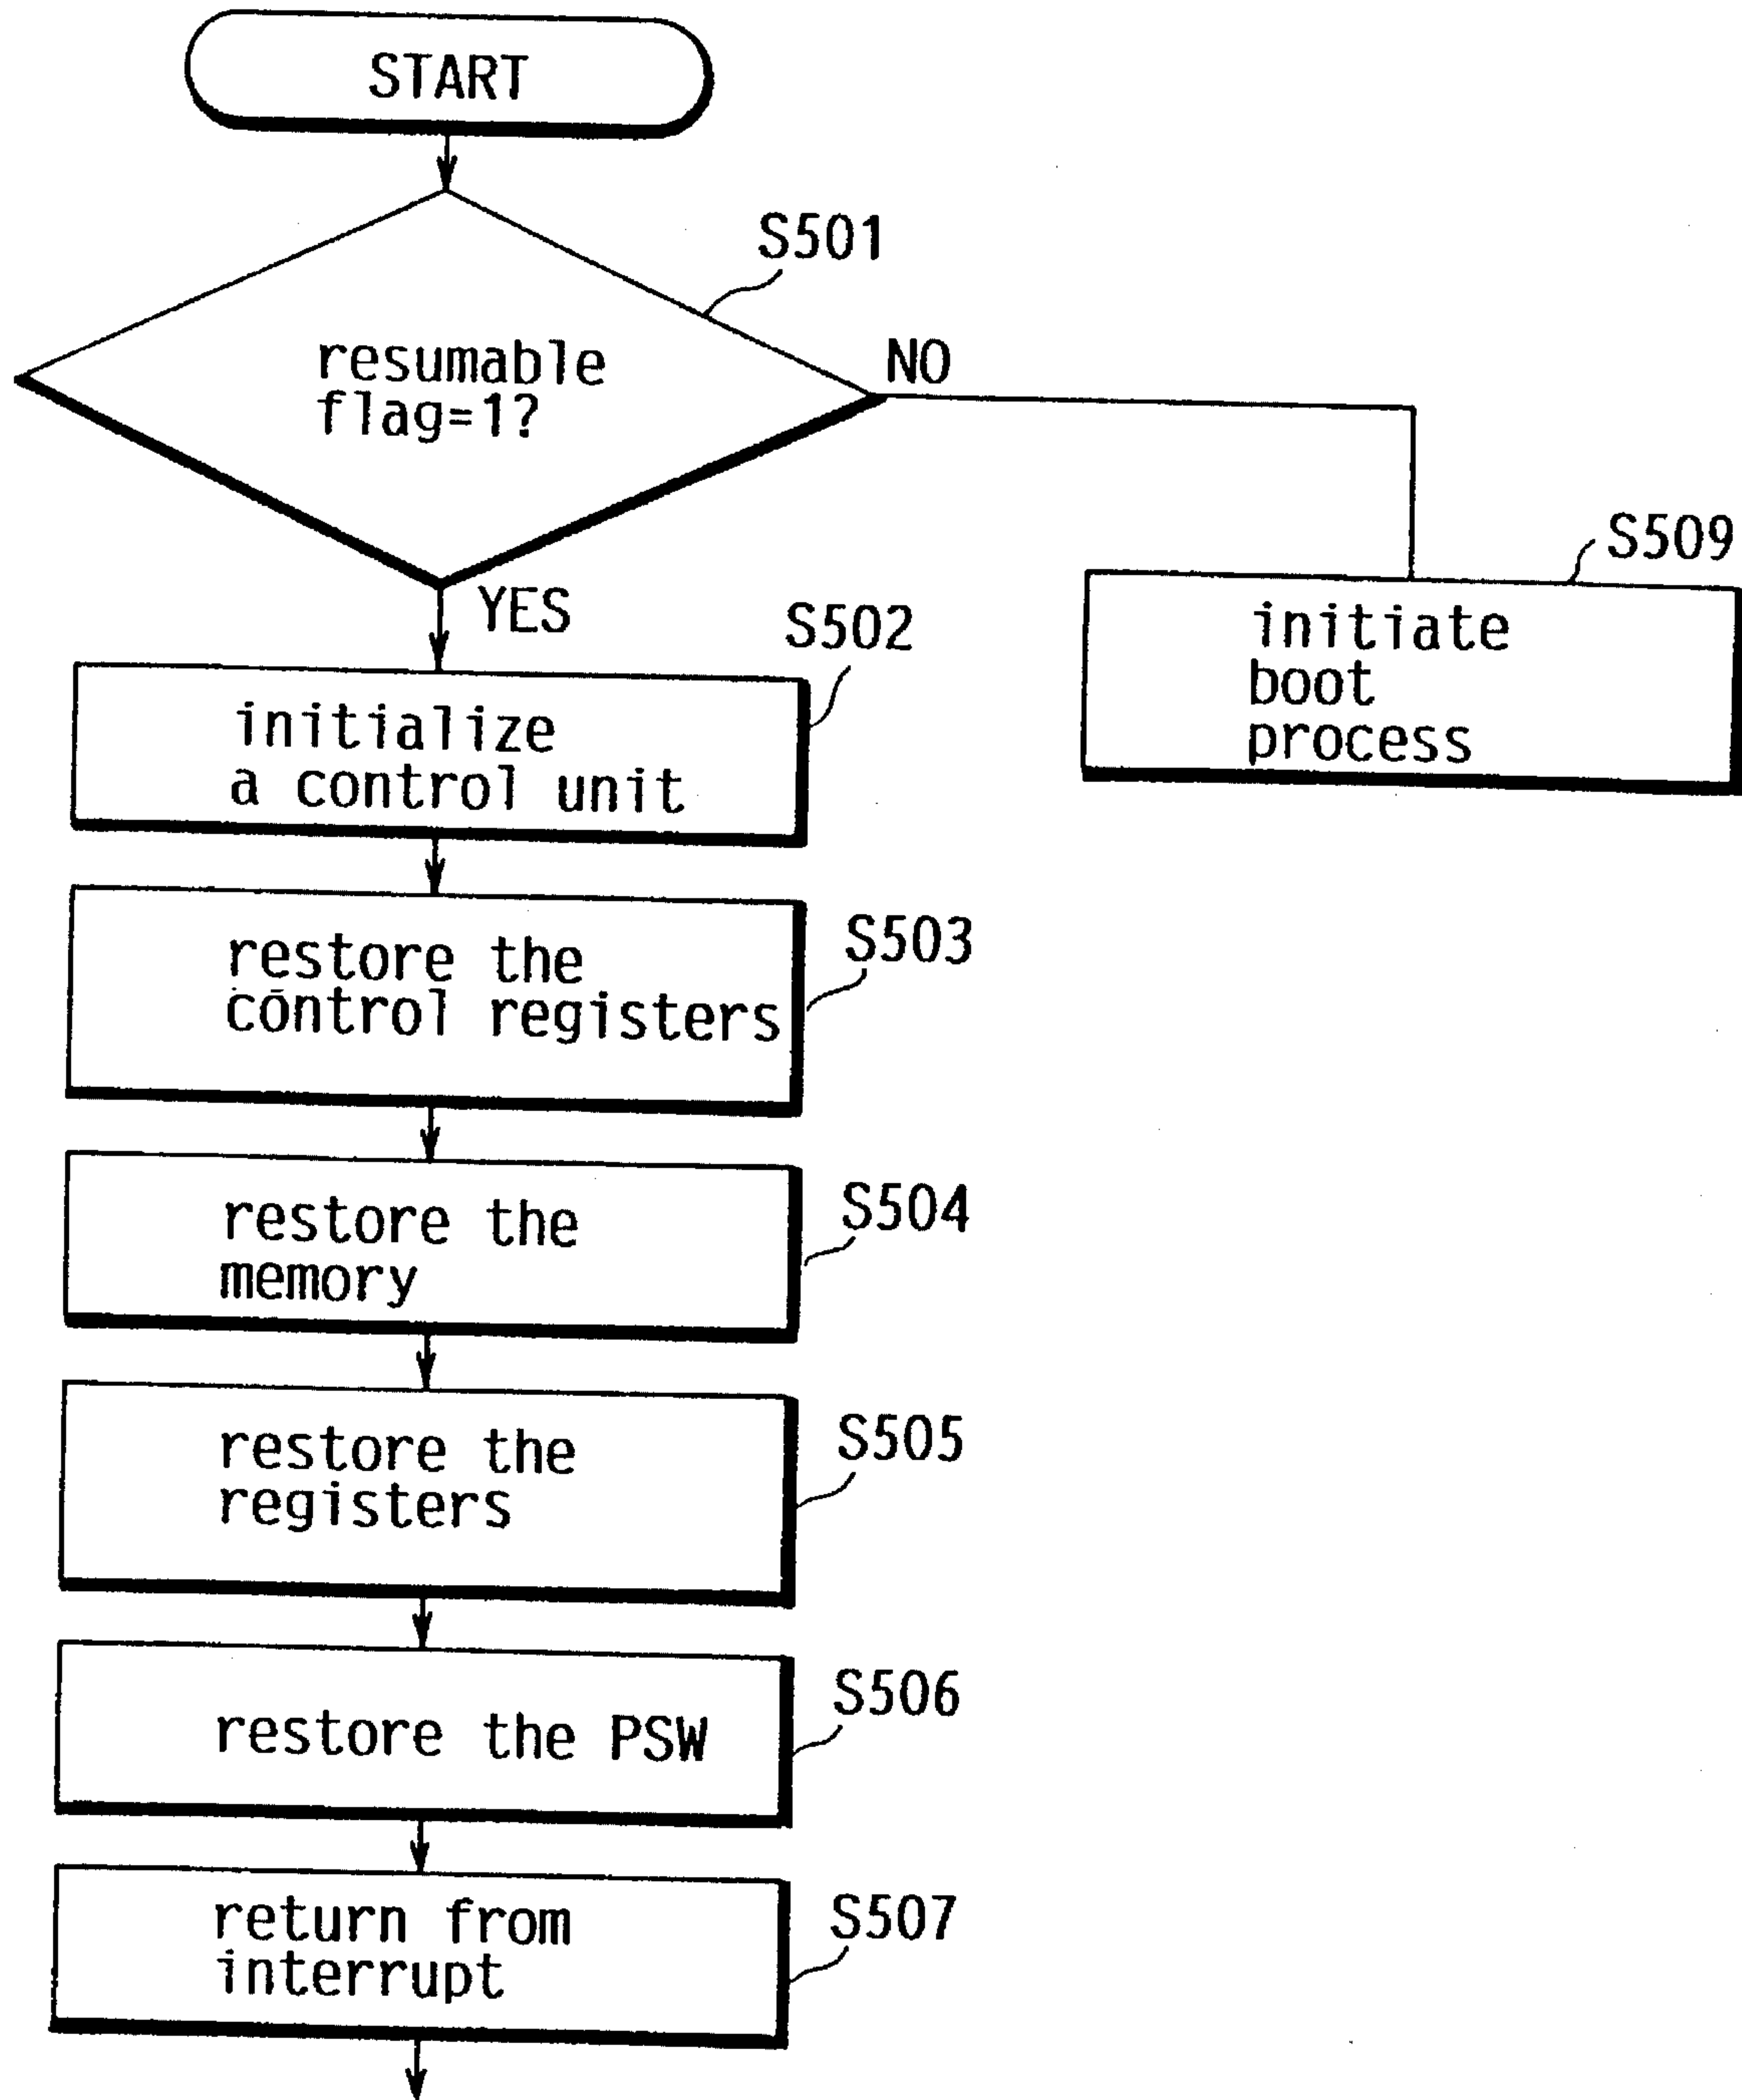 START
S501
resumable
flag=1?
NO
YES
S509
initiate
boot
process
S502
initialize
a control unit
S503
restore the
control registers
S504
restore the
memory
S505
restore the
registers
S506
restore the PSW
S507
return from
interrupt